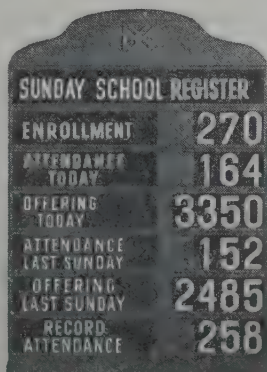 SUNDAY SCHOOL REGISTER
ENROLLMENT 270
ATTENDANCE
TODAY 164
OFFERING
TODAY 3350
ATTENDANCE
LAST SUNDAY 152
OFFERING
LAST SUNDAY 2485
RECORD
ATTENDANCE 258